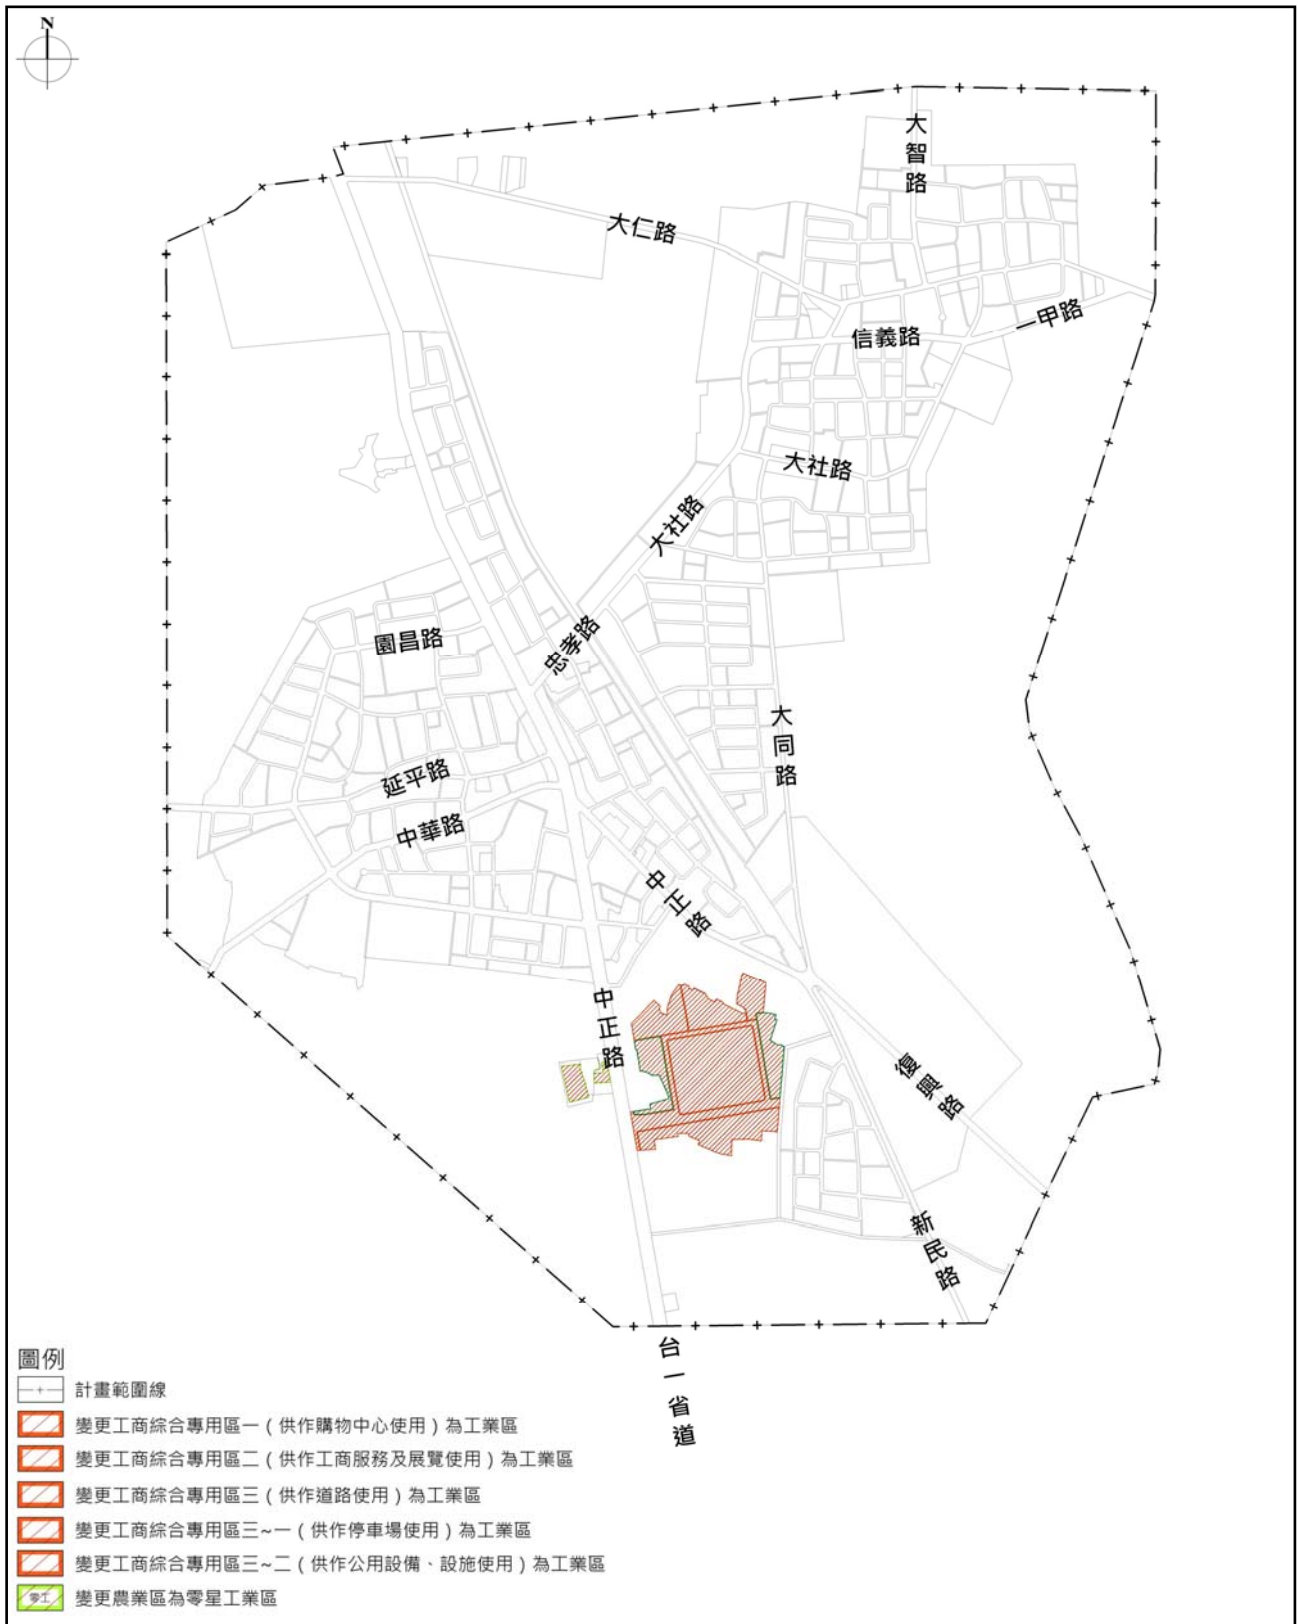 N
大智路
大仁路
信義路
一甲路
大社路
大社路
忠孝路
園昌路
大同路
延平路
中華路
中正路
中正路
復興路
新民路
台一省道
圖例
計畫範圍線
變更工商綜合專用區一（供作購物中心使用）為工業區
變更工商綜合專用區二（供作工商服務及展覽使用）為工業區
變更工商綜合專用區三（供作道路使用）為工業區
變更工商綜合專用區三~一（供作停車場使用）為工業區
變更工商綜合專用區三~二（供作公用設備、設施使用）為工業區
零工 變更農業區為零星工業區